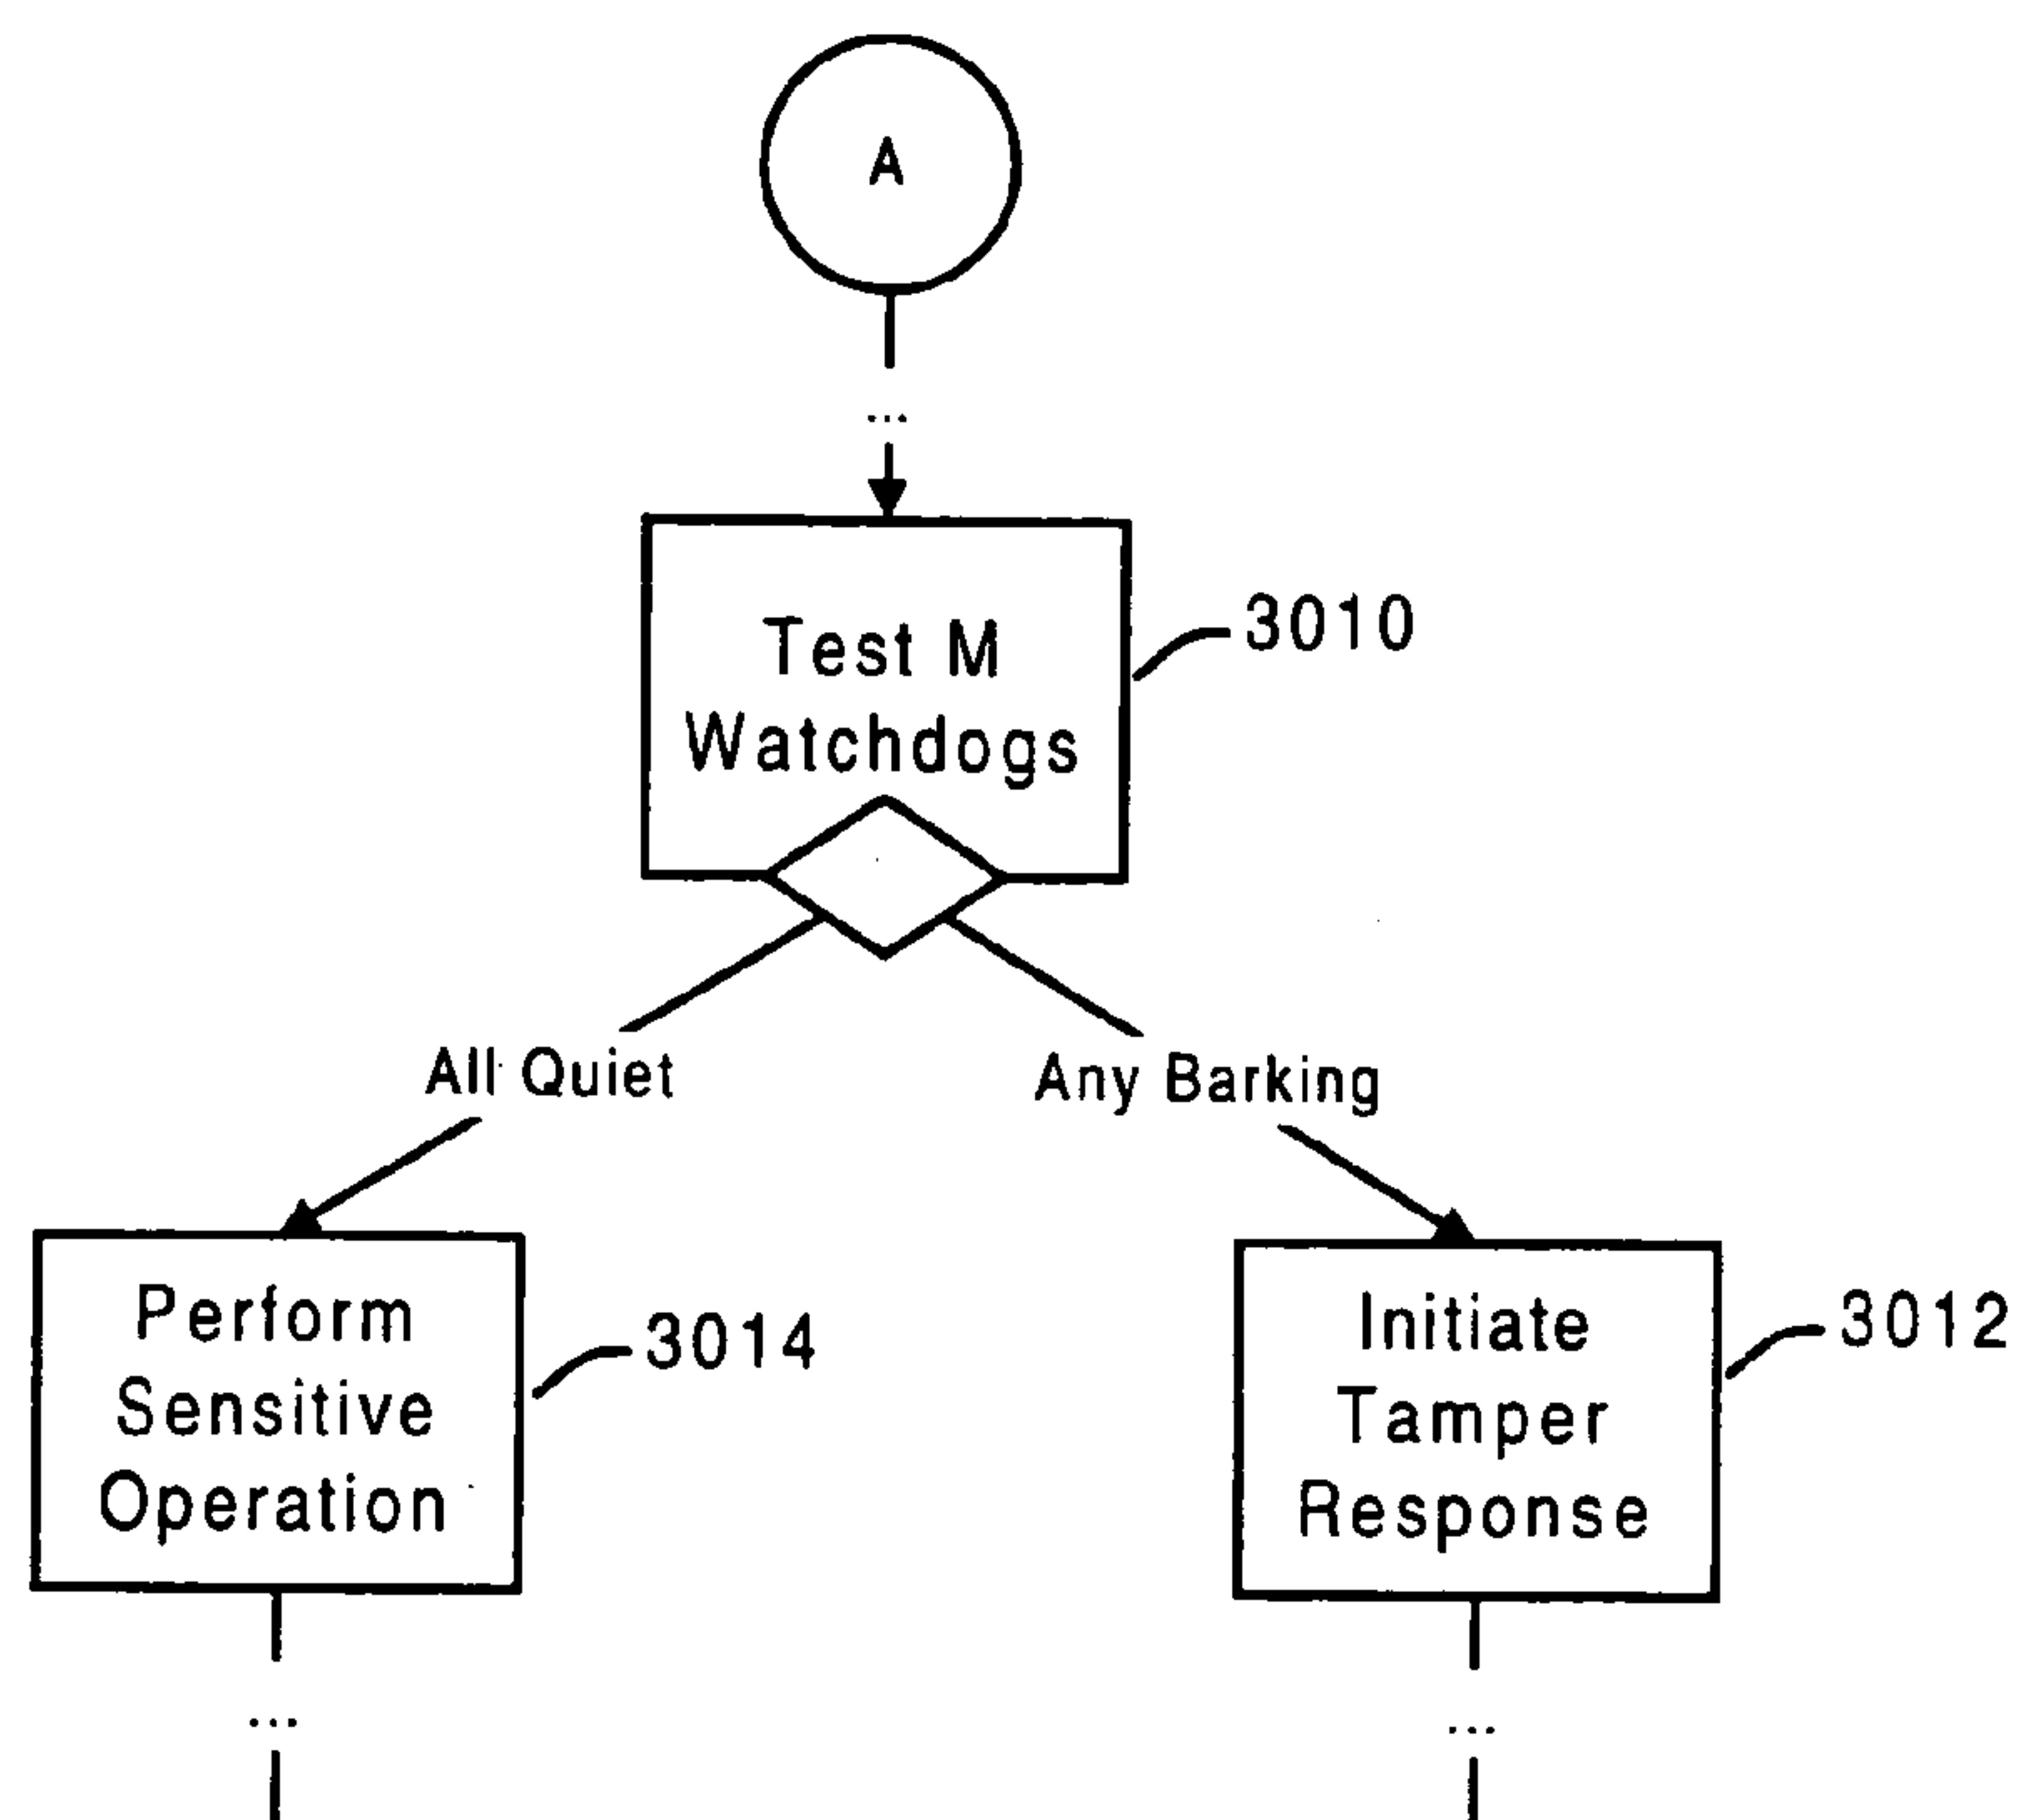 A
...
Test M
Watchdogs
3010
All Quiet
Any Barking
Perform
Sensitive
Operation
3014
Initiate
Tamper
Response
3012
...
...